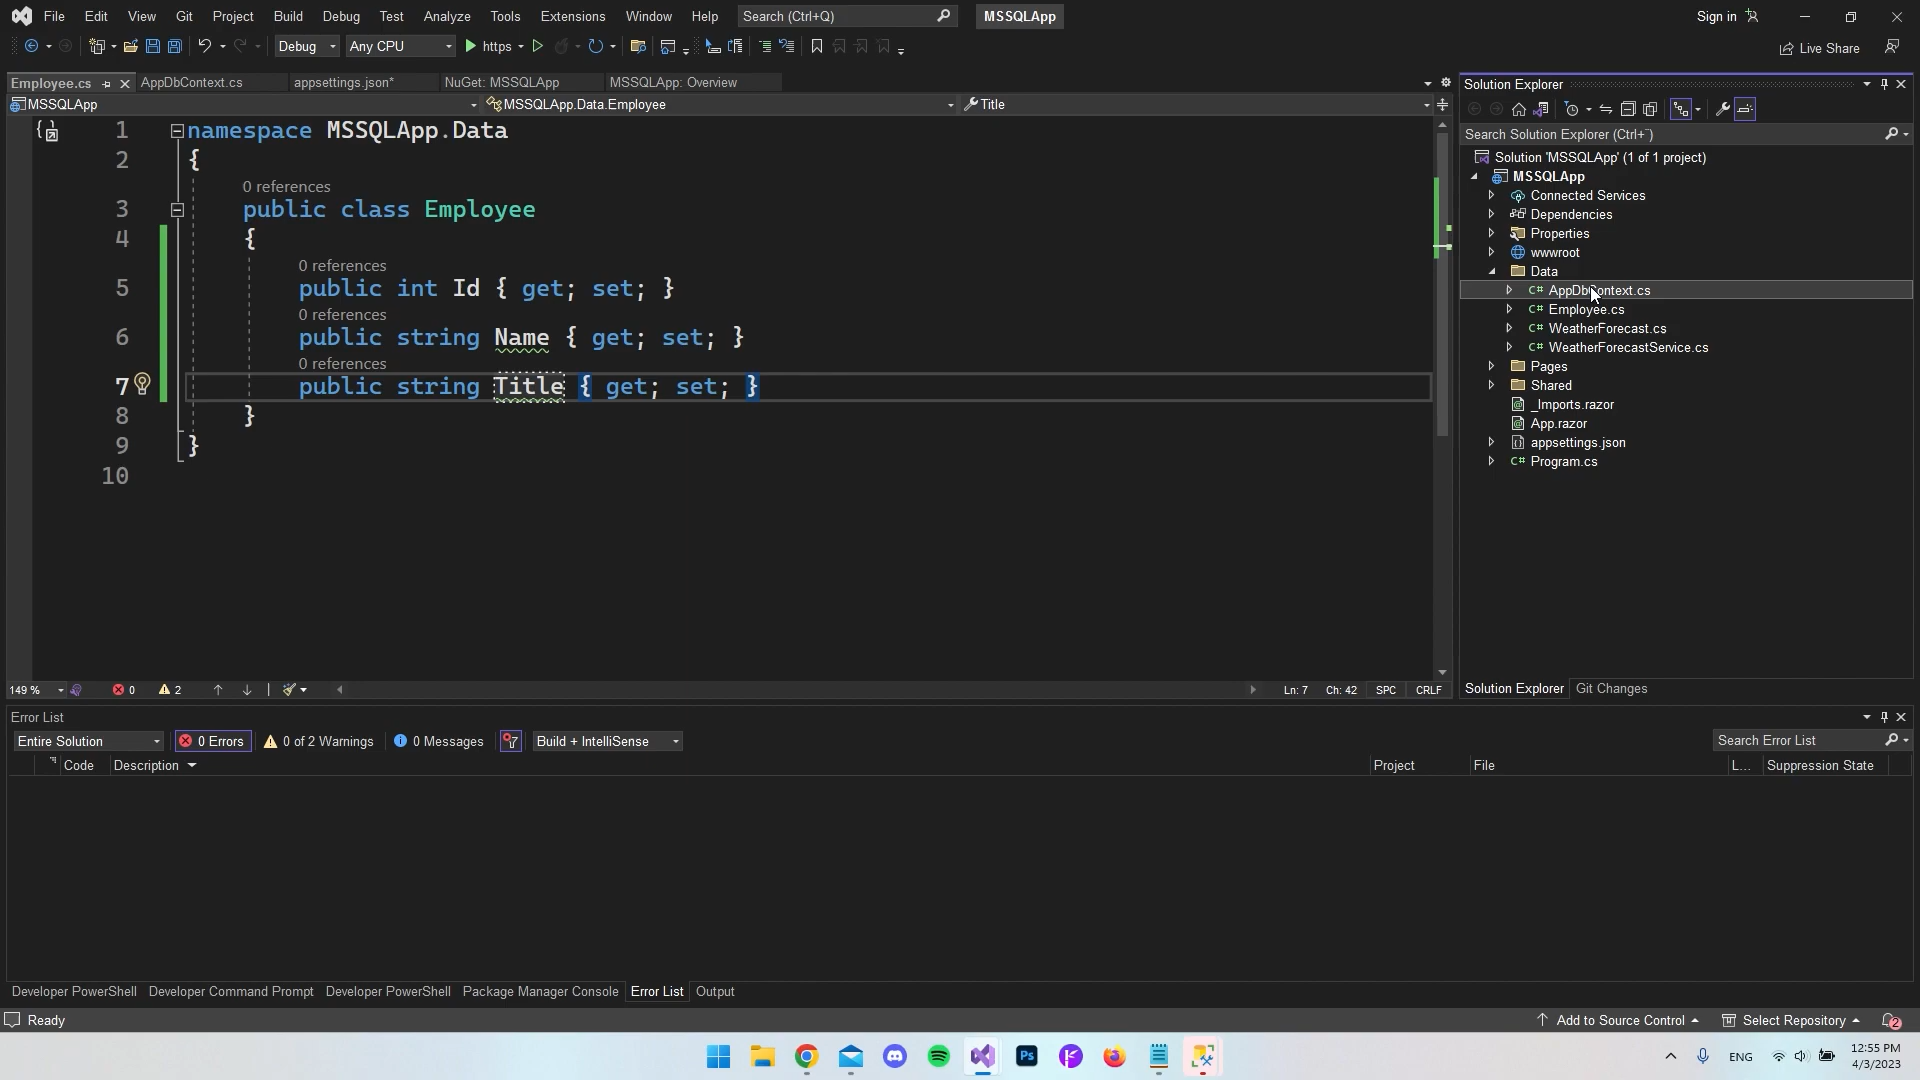 File Edit View Git Project Build Debug Test Analyze Tools Extensions Window Help Search (Ctrl+Q) MSSQLApp Sign in
Debug Any CPU https Live Share
Employee.cs AppDbContext.cs appsettings.json* NuGet: MSSQLApp MSSQLApp: Overview
MSSQLApp MSSQLApp.Data.Employee Title
1 namespace MSSQLApp.Data
2 {
0 references
3 public class Employee
4 {
0 references
5 public int Id { get; set; }
0 references
6 public string Name { get; set; }
0 references
7 public string Title { get; set; }
8 }
9 }
10
149 % 0 2 Ln: 7 Ch: 42 SPC CRLF
Solution Explorer
Search Solution Explorer (Ctrl+¨)
Solution 'MSSQLApp' (1 of 1 project)
MSSQLApp
Connected Services
Dependencies
Properties
wwwroot
Data
C# AppDbContext.cs
C# Employee.cs
C# WeatherForecast.cs
C# WeatherForecastService.cs
Pages
Shared
_Imports.razor
App.razor
appsettings.json
C# Program.cs
Solution Explorer Git Changes
Error List
Entire Solution 0 Errors 0 of 2 Warnings 0 Messages Build + IntelliSense Search Error List
Code Description Project File L... Suppression State
Developer PowerShell Developer Command Prompt Developer PowerShell Package Manager Console Error List Output
Ready Add to Source Control Select Repository 2
Ps ENG 12:55 PM
4/3/2023